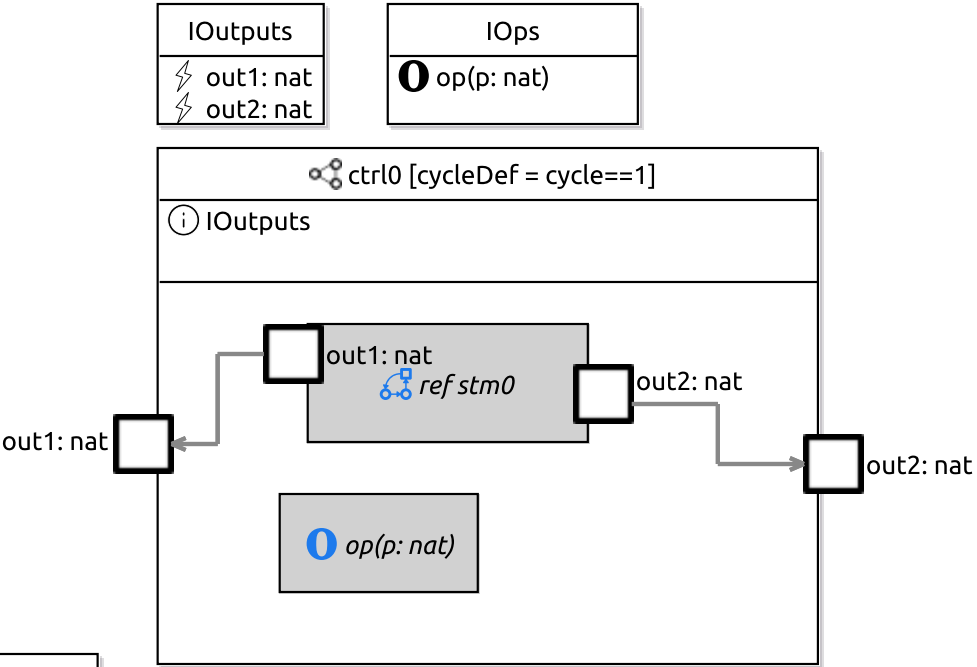 IOutputs
out1: nat
out2: nat
IOps
O op(p: nat)
ctrl0 [cycleDef = cycle==1]
i IOutputs
out1: nat
ref stm0
out2: nat
out1: nat
out2: nat
O op(p: nat)